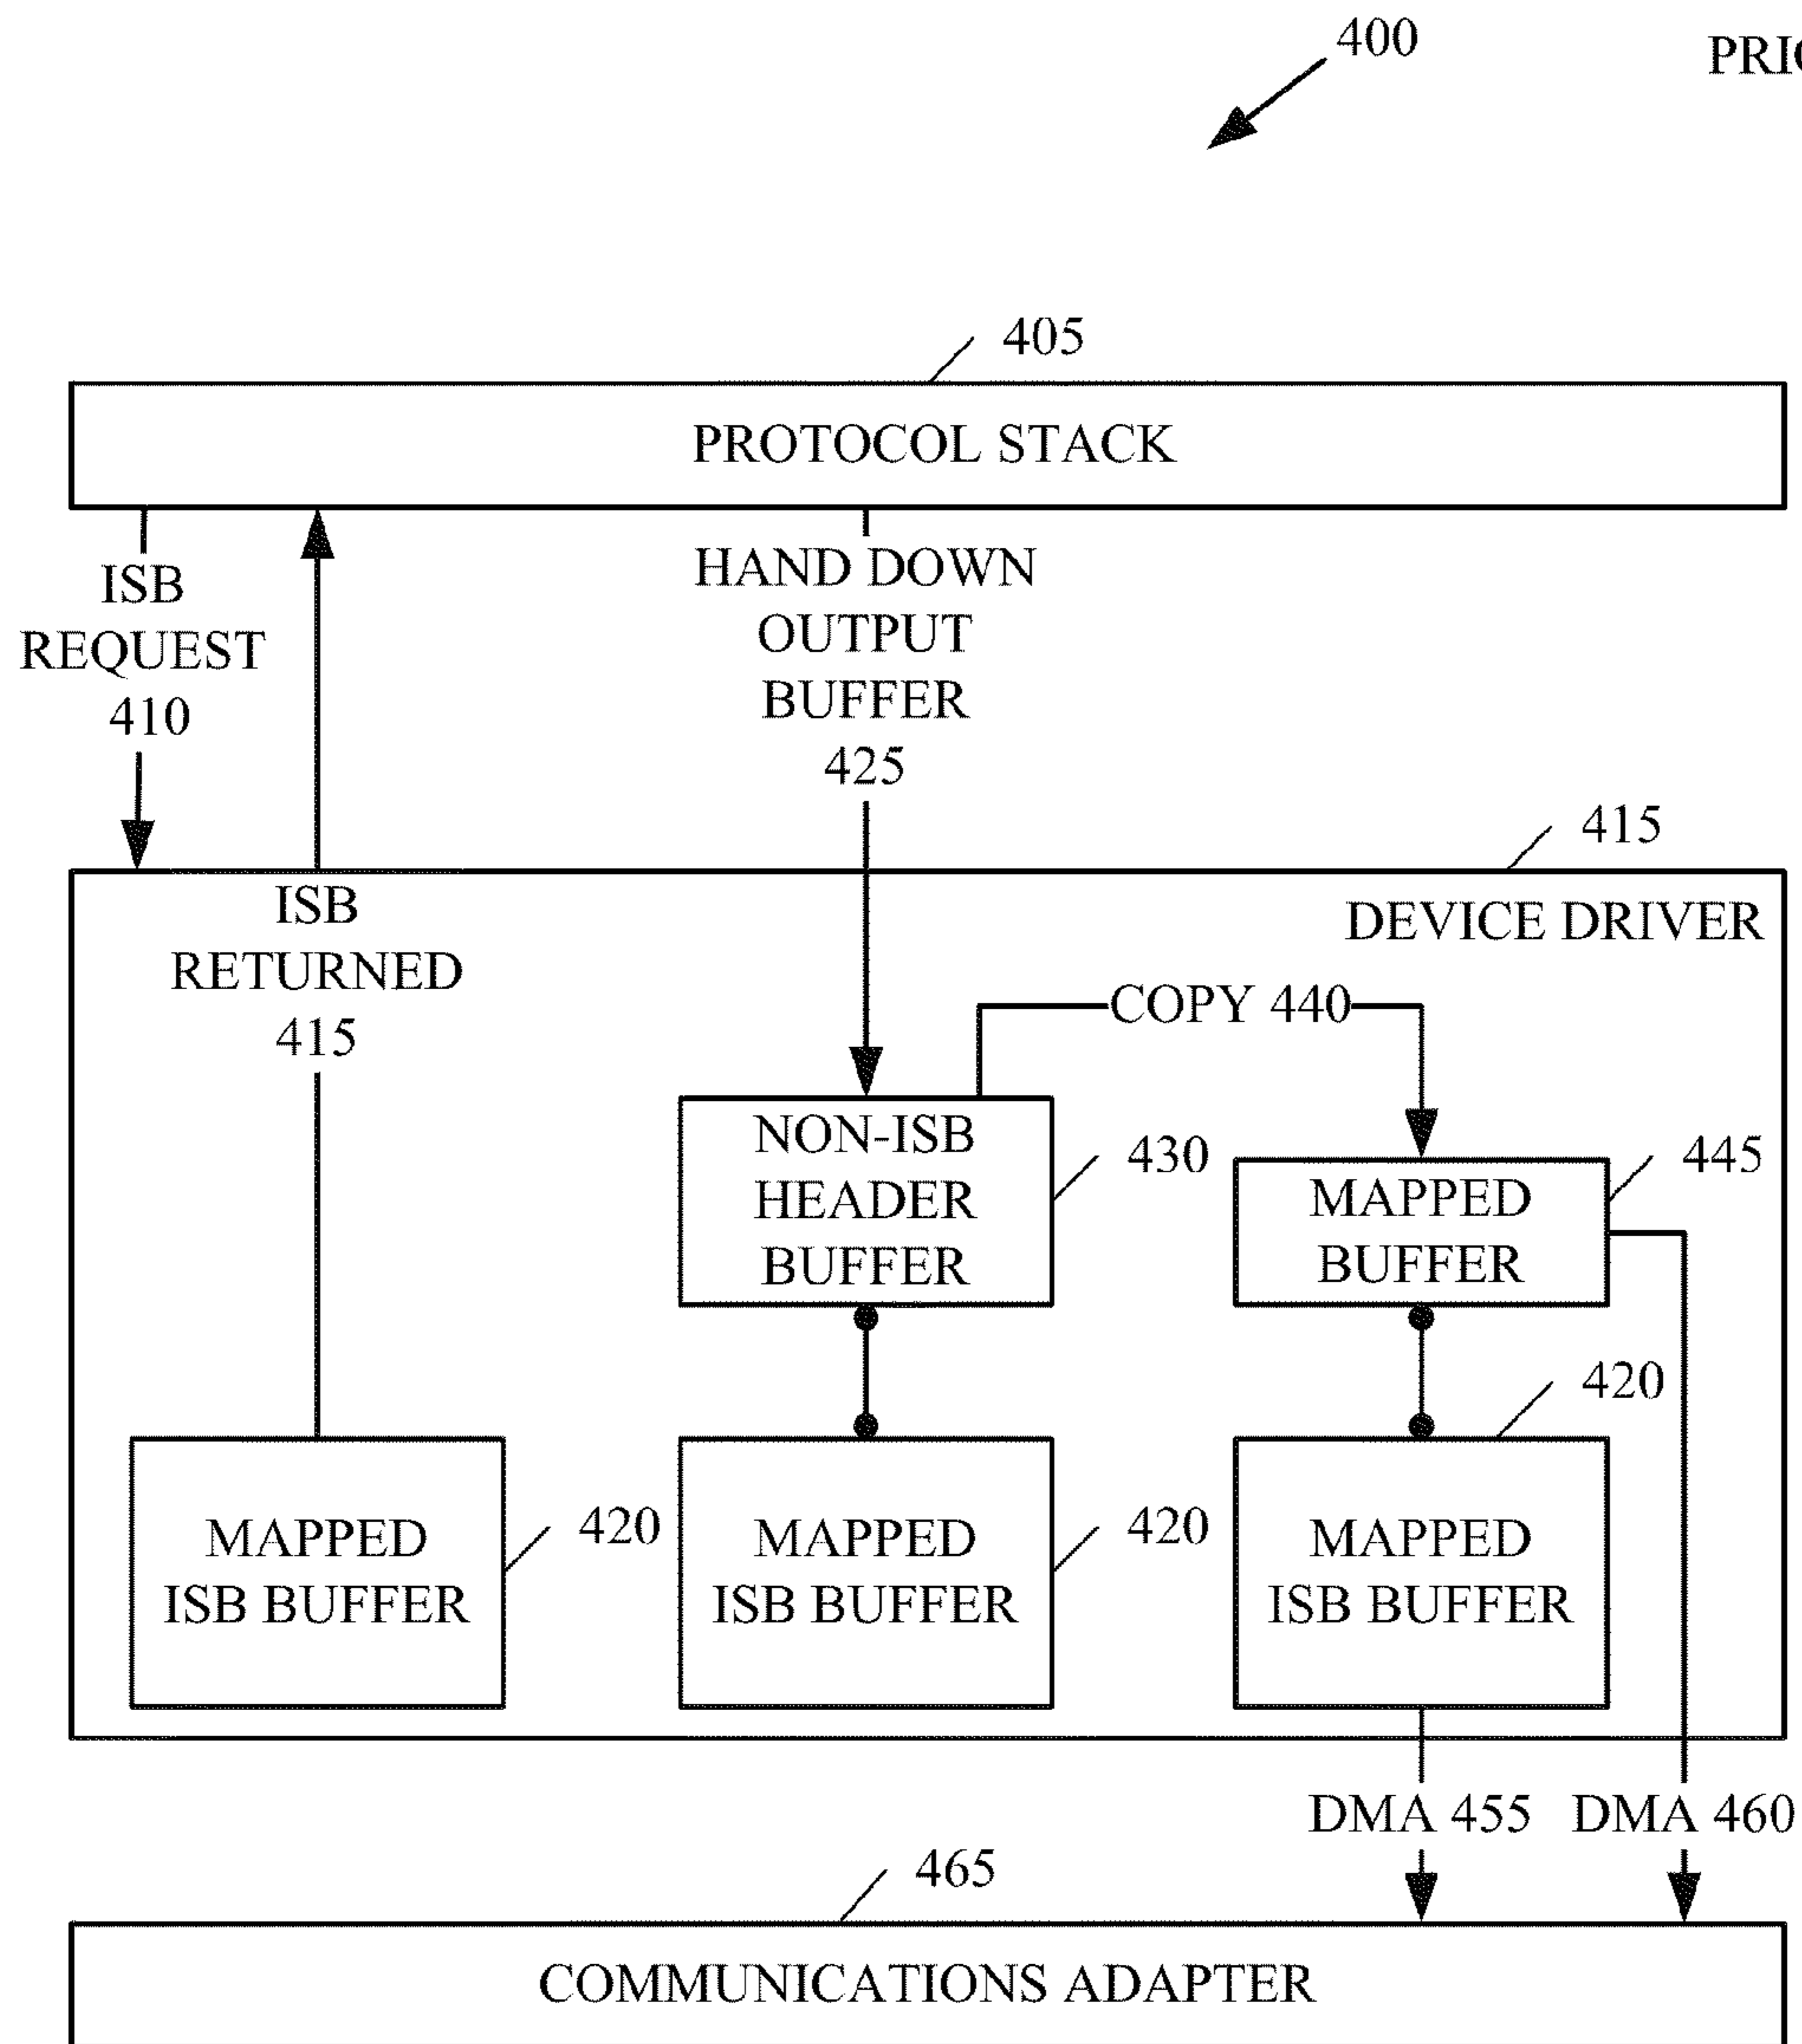 400
PRIO
405
PROTOCOL STACK
ISB
REQUEST
410
HAND DOWN
OUTPUT
BUFFER
425
415
DEVICE DRIVER
ISB
RETURNED
415
COPY 440
NON-ISB
HEADER
BUFFER
430
MAPPED
BUFFER
445
420
MAPPED
ISB BUFFER
420
MAPPED
ISB BUFFER
420
MAPPED
ISB BUFFER
DMA 455
DMA 460
465
COMMUNICATIONS ADAPTER